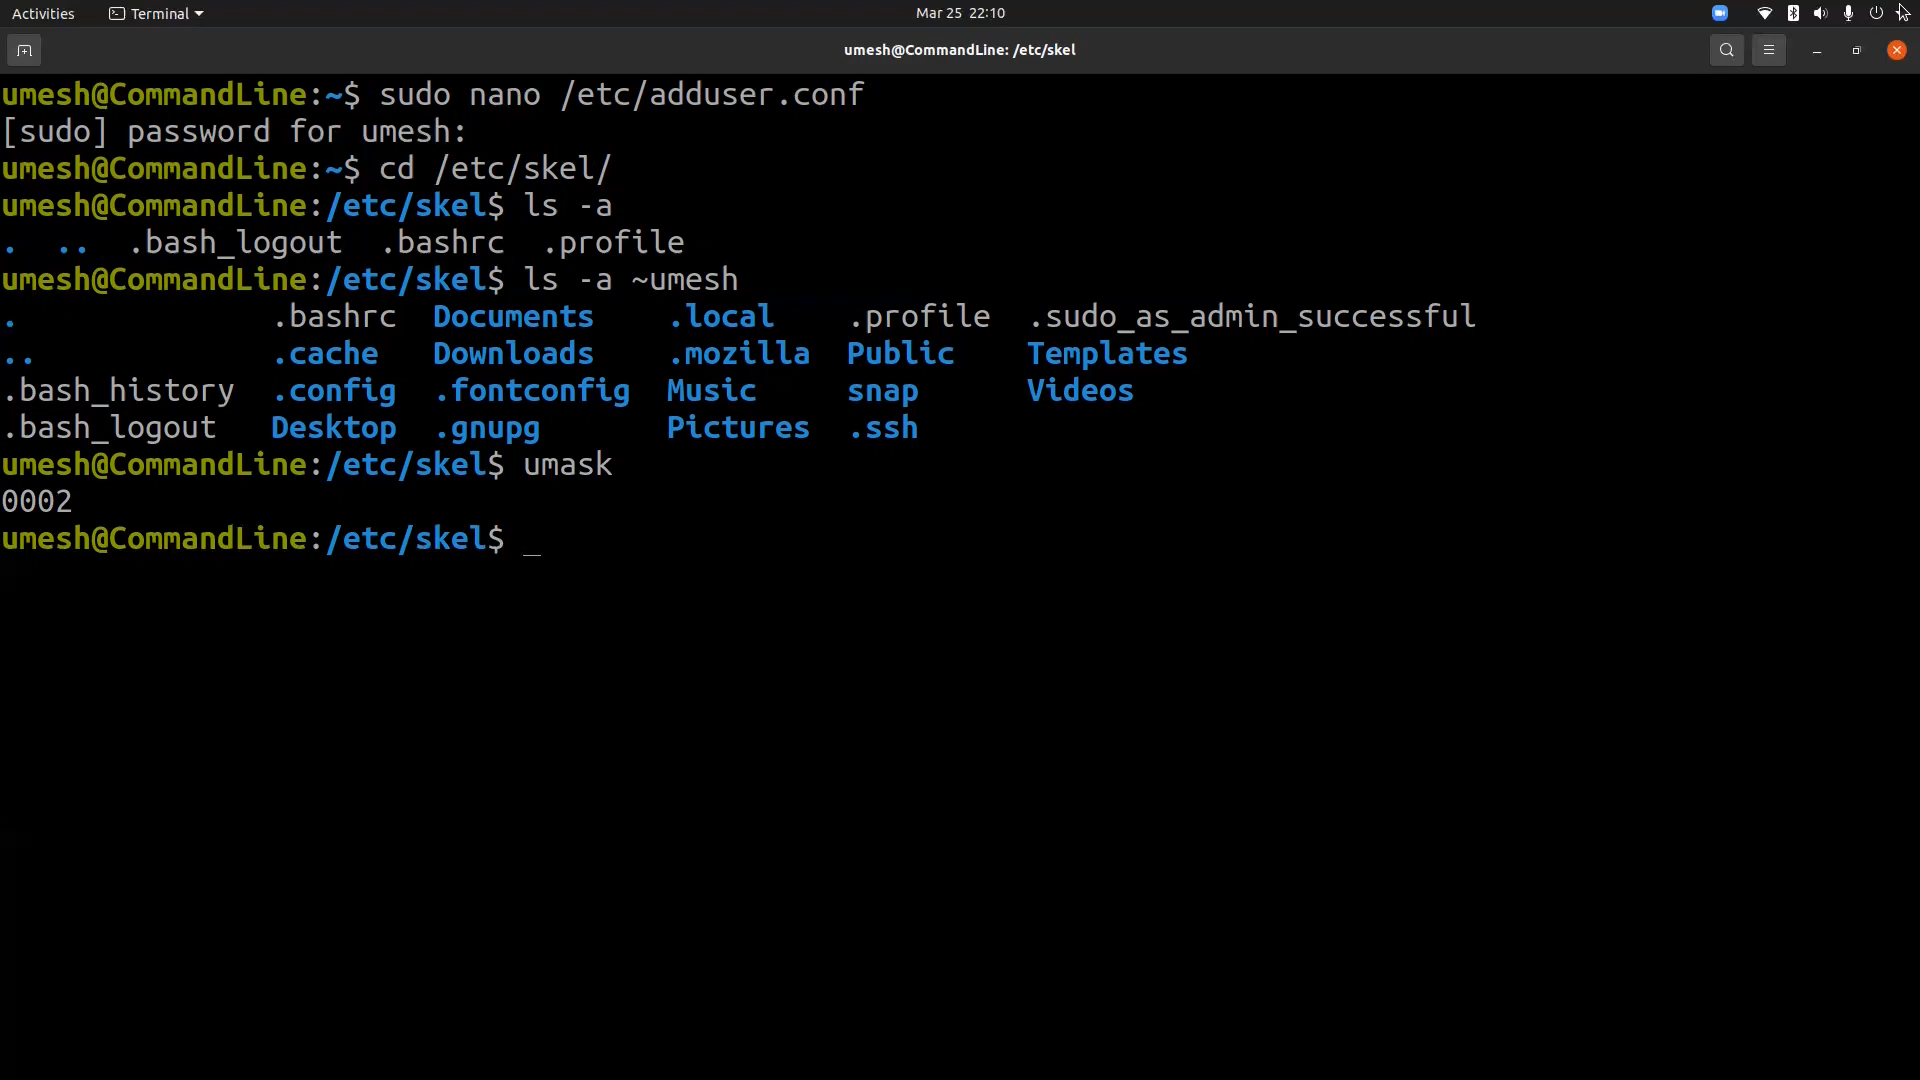 Activities Terminal Mar 25 22:10
umesh@CommandLine: /etc/skel
umesh@CommandLine:~$ sudo nano /etc/adduser.conf
[sudo] password for umesh:
umesh@CommandLine:~$ cd /etc/skel/
umesh@CommandLine:/etc/skel$ ls -a
. .. .bash_logout .bashrc .profile
umesh@CommandLine:/etc/skel$ ls -a ~umesh
. .bashrc Documents .local .profile .sudo_as_admin_successful
.. .cache Downloads .mozilla Public Templates
.bash_history .config .fontconfig Music snap Videos
.bash_logout Desktop .gnupg Pictures .ssh
umesh@CommandLine:/etc/skel$ umask
0002
umesh@CommandLine:/etc/skel$ _